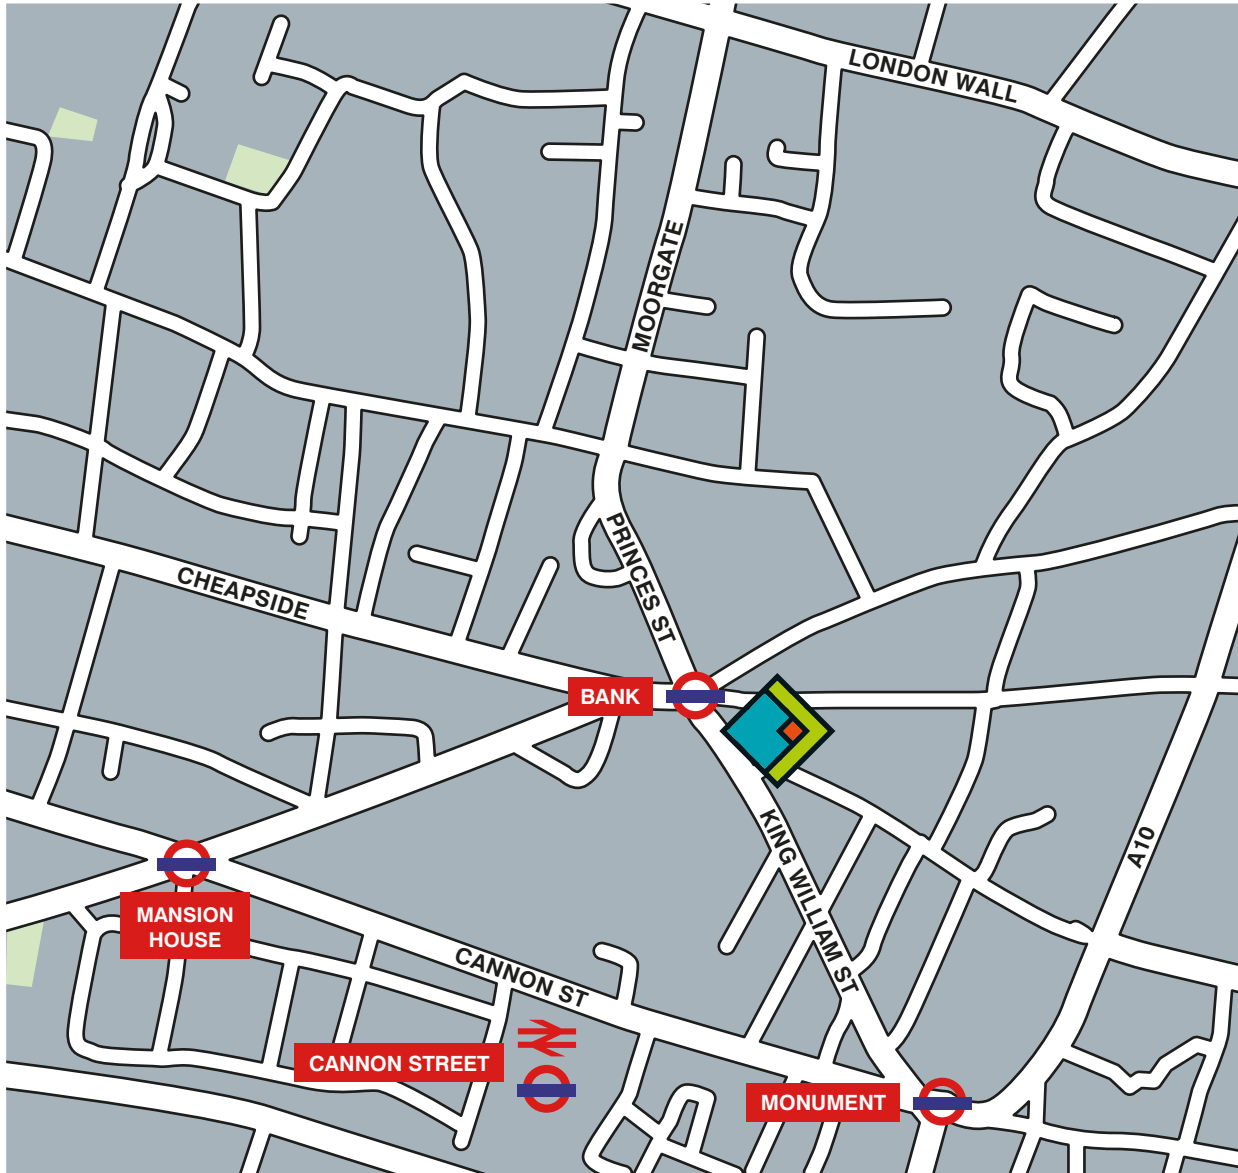 LONDON WALL
MOORGATE
PRINCES ST
CHEAPSIDE
BANK
KING WILLIAM ST
A10
MANSION
HOUSE
CANNON ST
CANNON STREET
MONUMENT